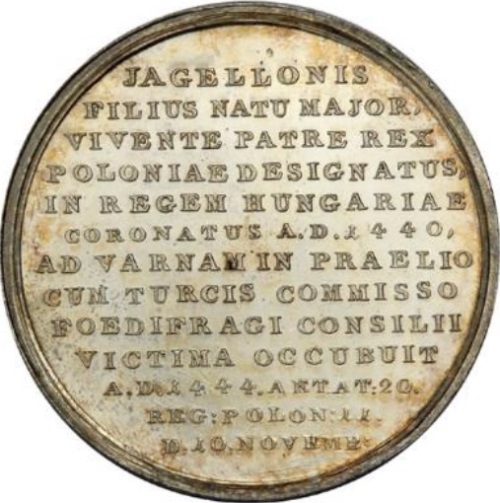 JAGELLONIS
FILIUS NATU MAJOR,
VIVENTE PATRE REX
POLONIAE DESIGNATUS,
IN REGEM HUNGARIAE
CORONATUS A.D.1440,
AD VARNAM IN PRAELIO
CUM TURCIS COMMISSO
FOEDIFRAGI CONSILII
VICTIMA OCCUBUIT
A.D.1444.AETAT:20.
REG:POLON:11.
D.10.NOVEMB: